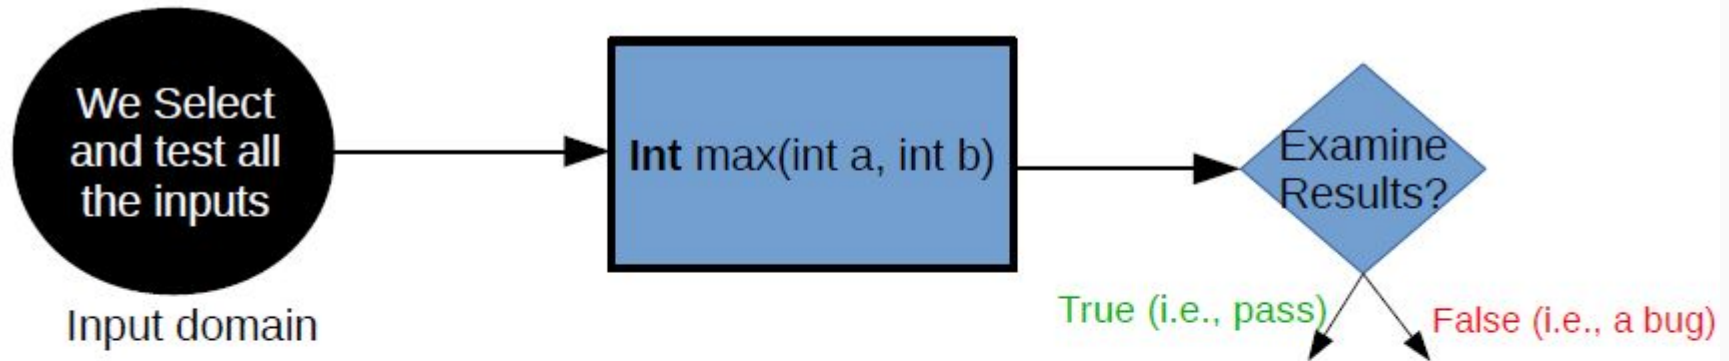 We Select
and test all
the inputs
Input domain
Int max(int a, int b)
Examine
Results?
True (i.e., pass)
False (i.e., a bug)